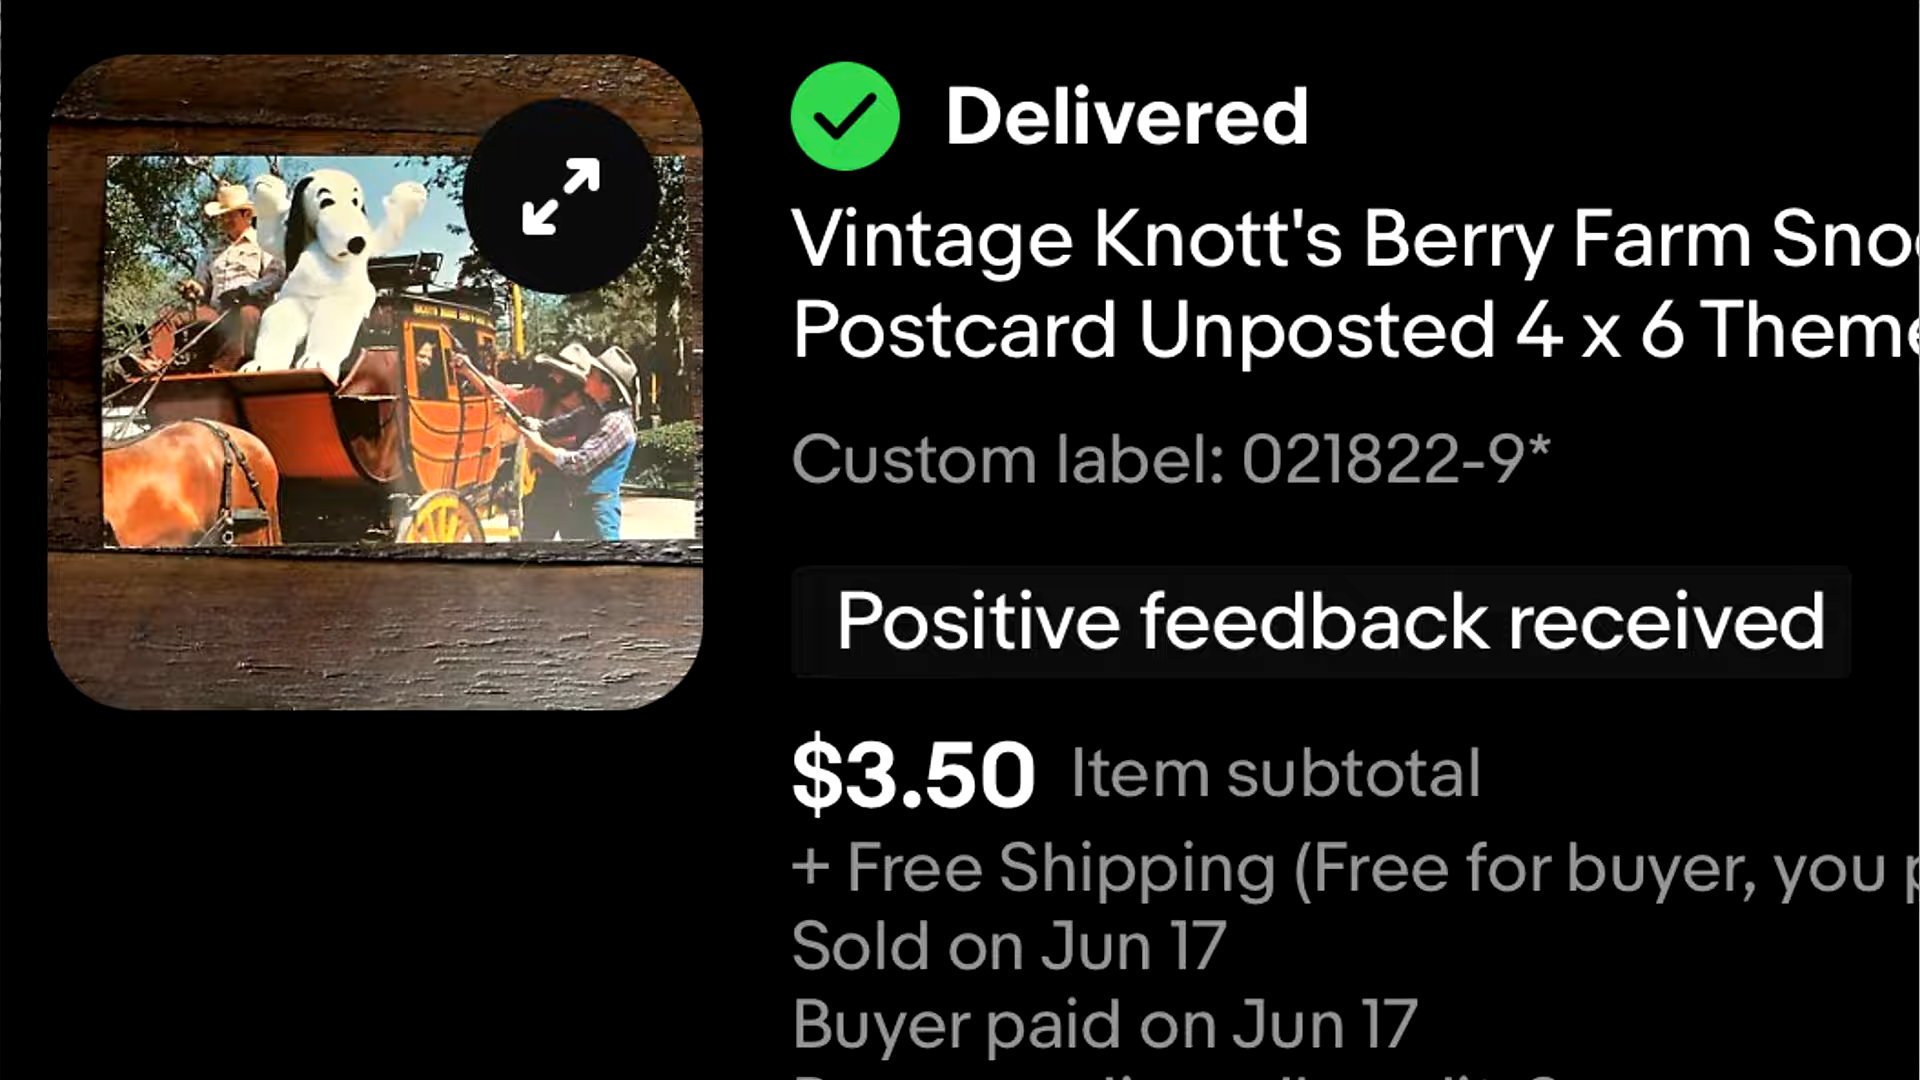 Delivered
Vintage Knott's Berry Farm
Postcard Unposted 4 x 6
Custom label: 021822-9*
Positive feedback received
$3.50 Item subtotal
+ Free Shipping (Free for buyer, you
Sold on Jun 17
Buyer paid on Jun 17